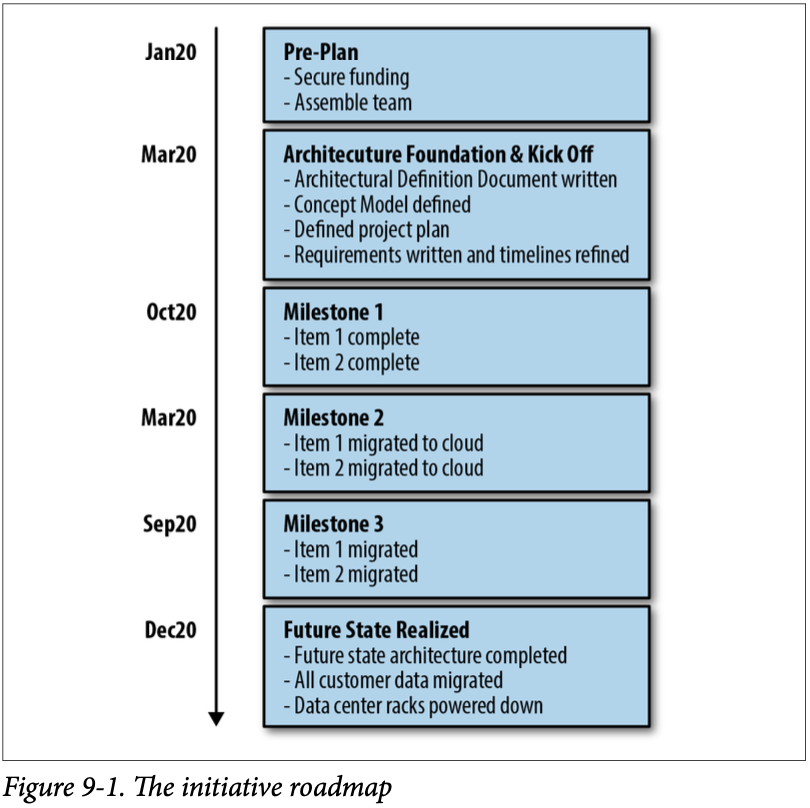 Jan20
Pre-Plan
- Secure funding
- Assemble team
Mar20
Architecuture Foundation & Kick Off
- Architectural Definition Document written
- Concept Model defined
- Defined project plan
- Requirements written and timelines refined
Oct20
Milestone 1
- Item 1 complete
- Item 2 complete
Mar20
Milestone 2
- Item 1 migrated to cloud
- Item 2 migrated to cloud
Sep20
Milestone 3
- Item 1 migrated
- Item 2 migrated
Dec20
Future State Realized
- Future state architecture completed
- All customer data migrated
- Data center racks powered down
Figure 9-1. The initiative roadmap